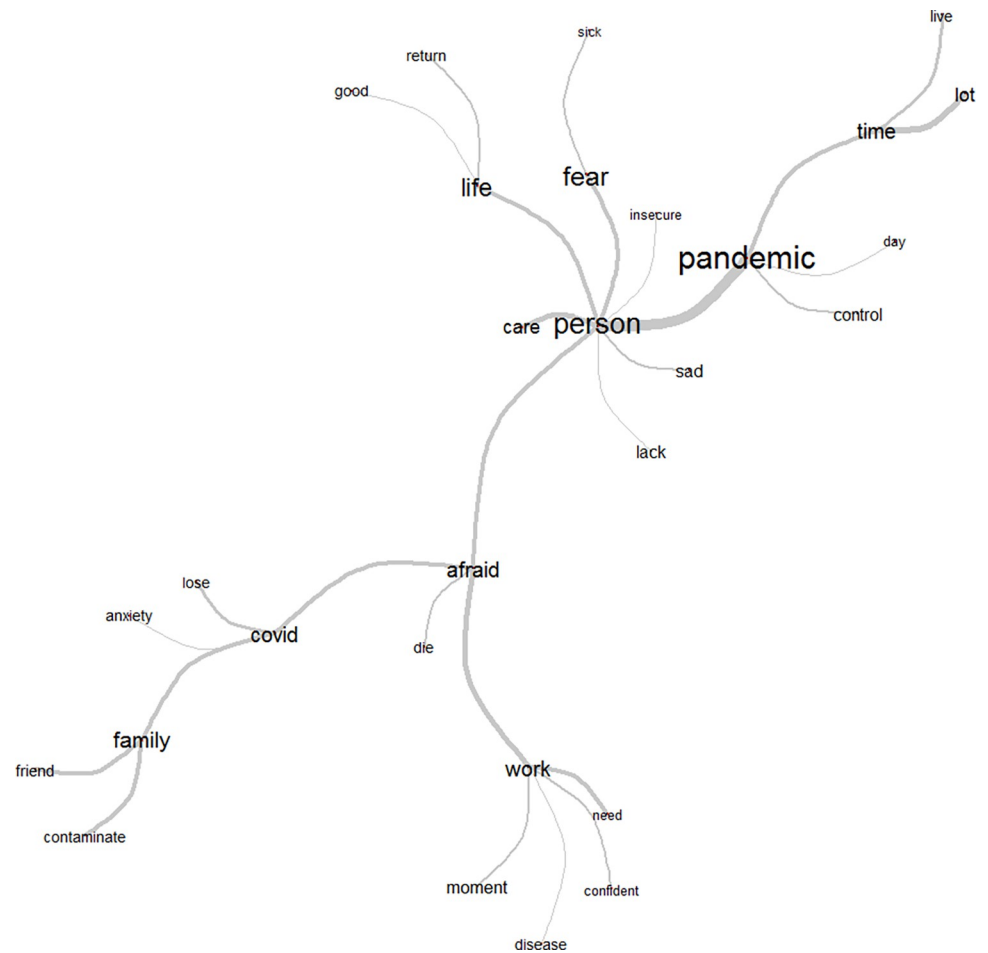 live
sick
return
good
lot
time
life
fear
insecure
day
pandemic
control
care
person
sad
lack
afraid
lose
anxiety
covid
die
family
friend
work
need
contaminate
moment
confident
disease